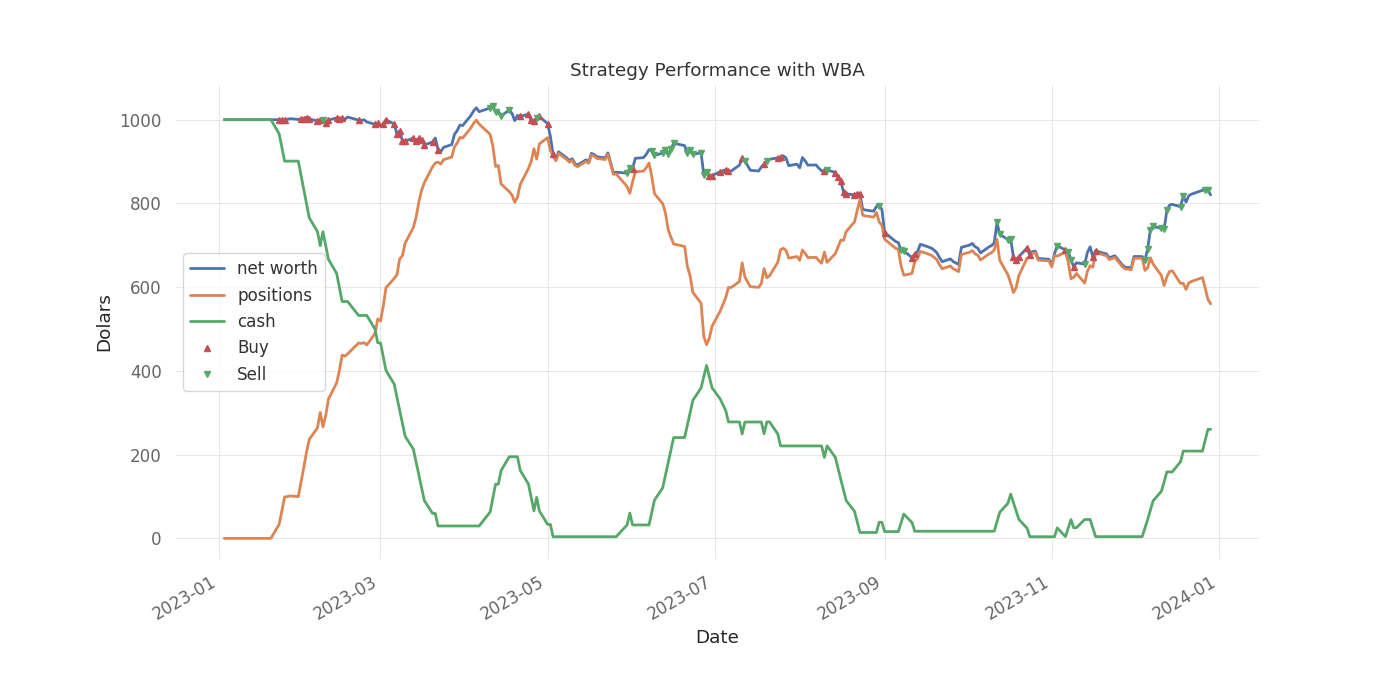 Strategy Performance with WBA
1000
800
600
400
200
0
Dolars
net worth
positions
cash
Buy
Sell
2023-01
2023-03
2023-05
2023-07
2023-09
2023-11
2024-01
Date